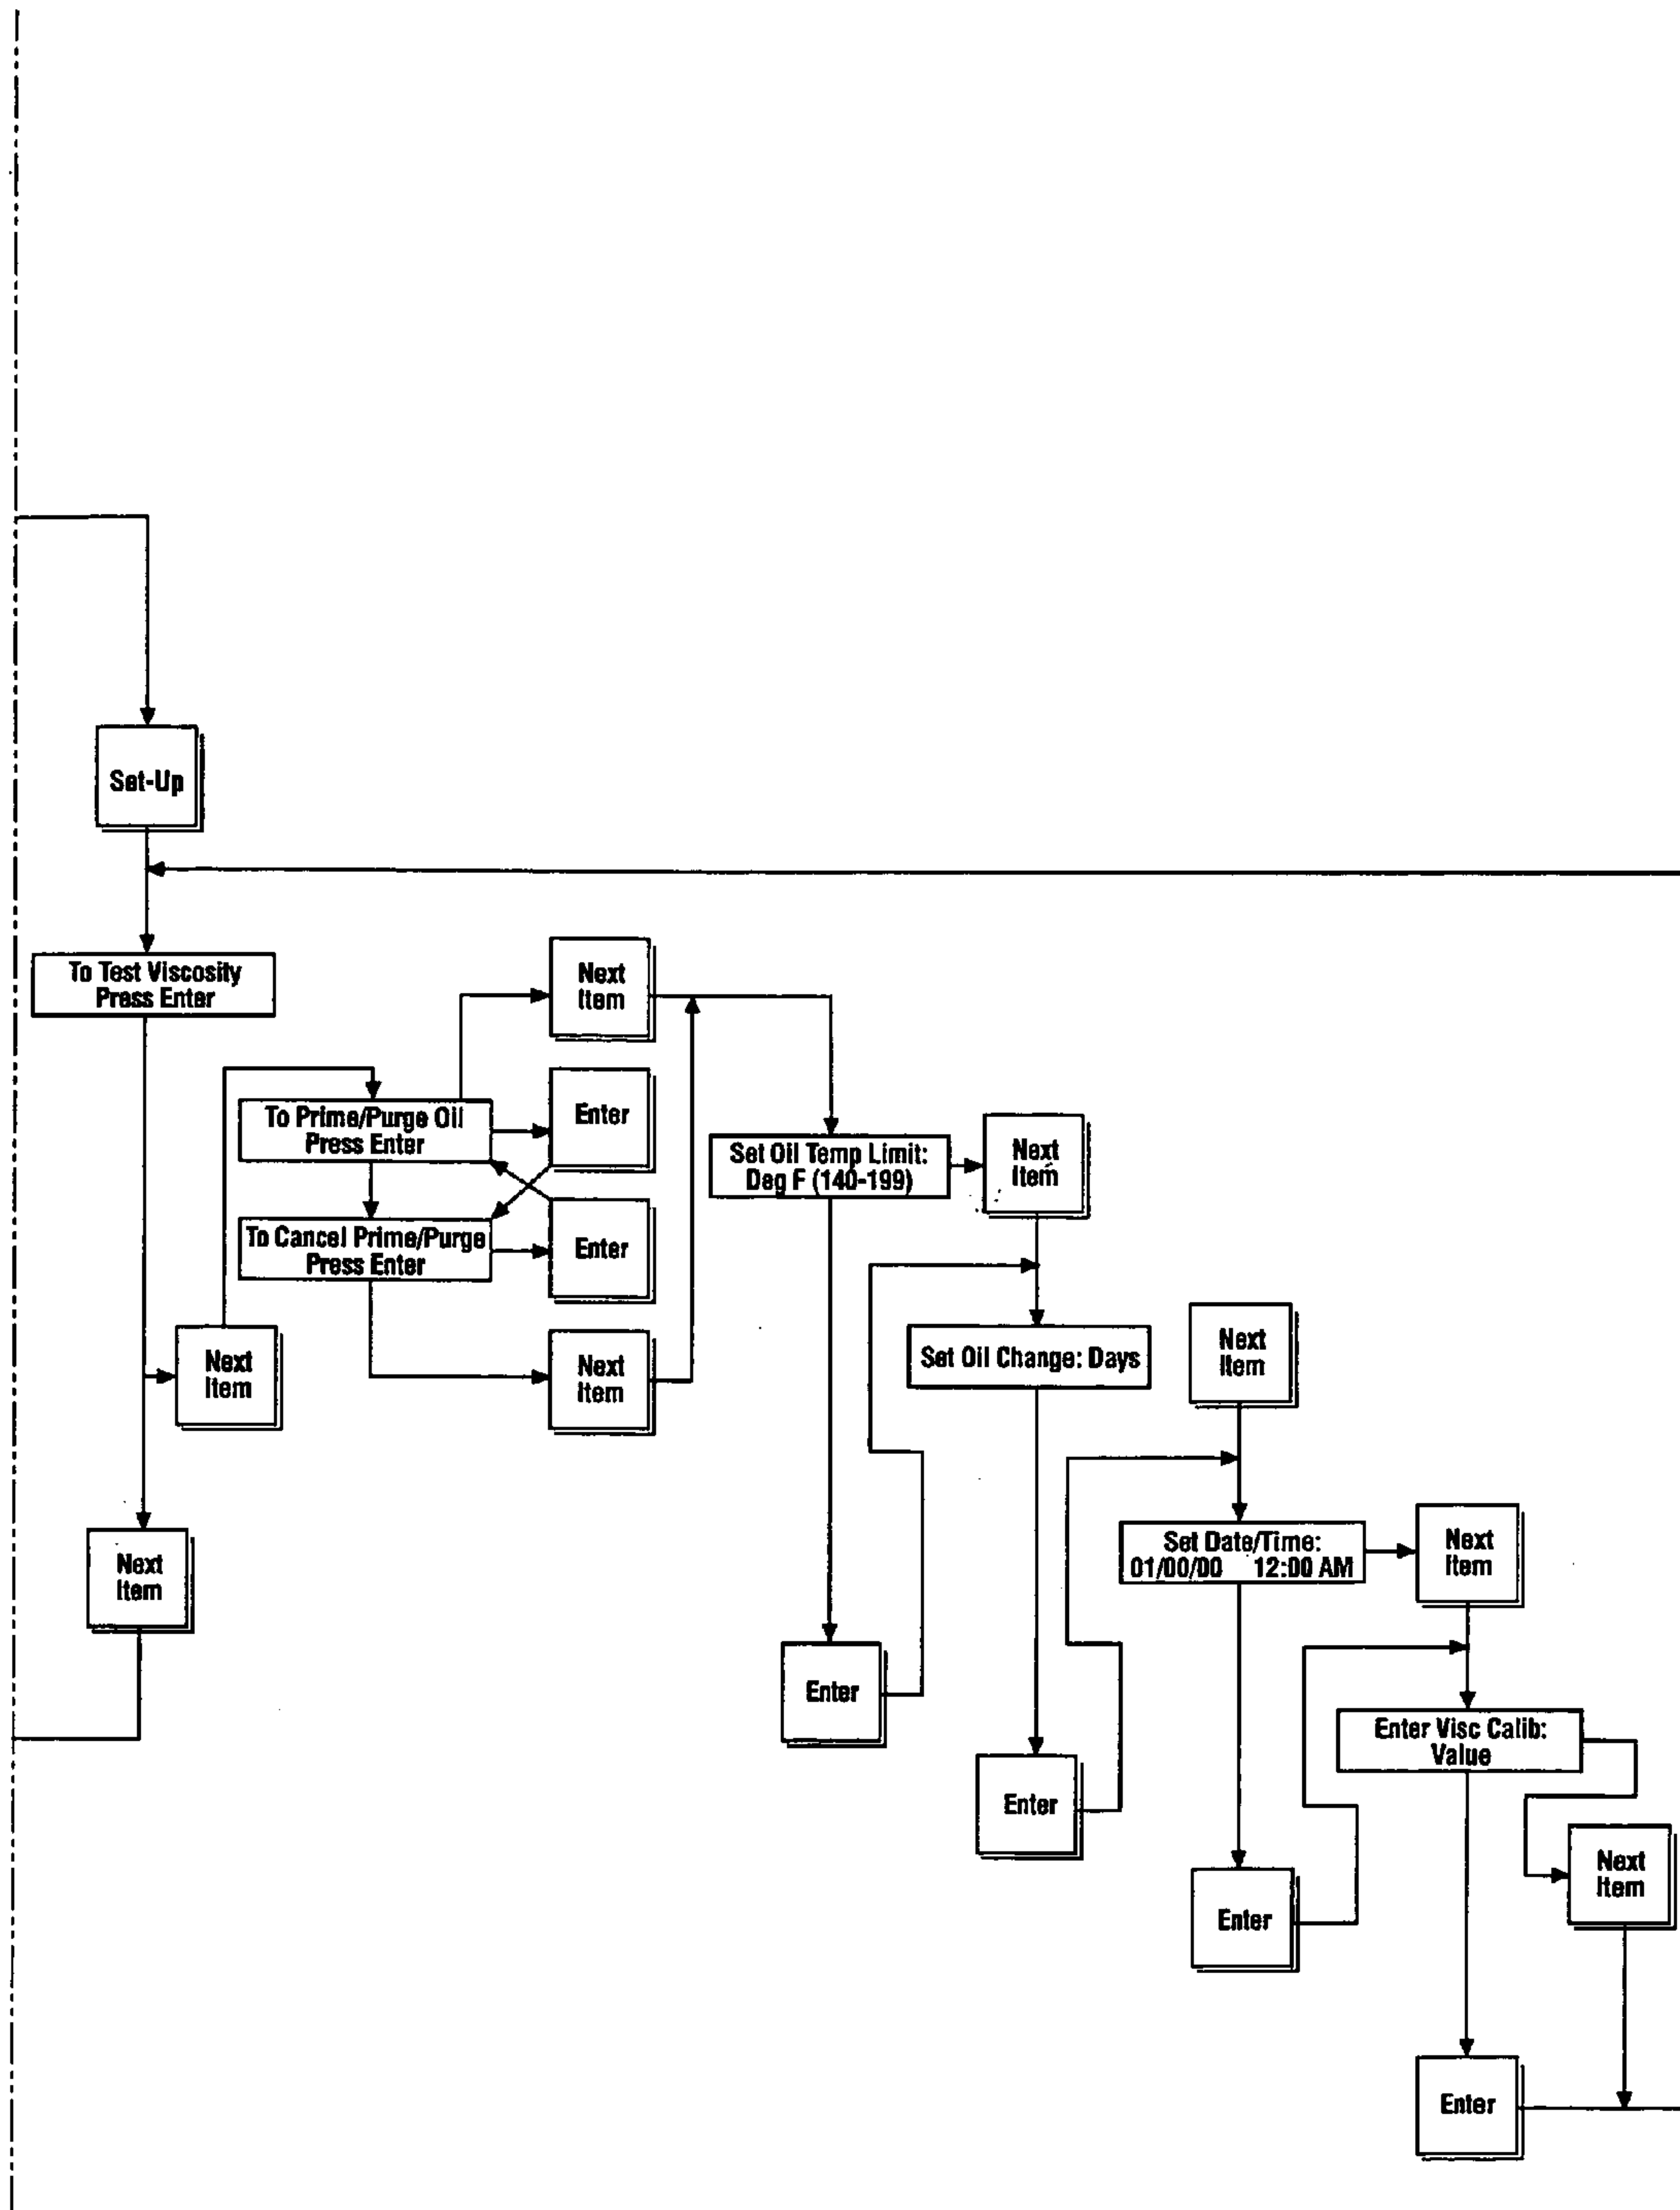 Set-Up
To Test Viscosity
Press Enter
Next
Item
To Prime/Purge Oil
Press Enter
Enter
Set Oil Temp Limit:
Deg F (140-199)
Next
Item
To Cancel Prime/Purge
Press Enter
Enter
Next
Item
Next
Item
Set Oil Change: Days
Next
Item
Next
Item
Set Date/Time:
01/00/00 12:00 AM
Next
Item
Enter
Enter Visc Calib:
Value
Enter
Next
Item
Enter
Enter